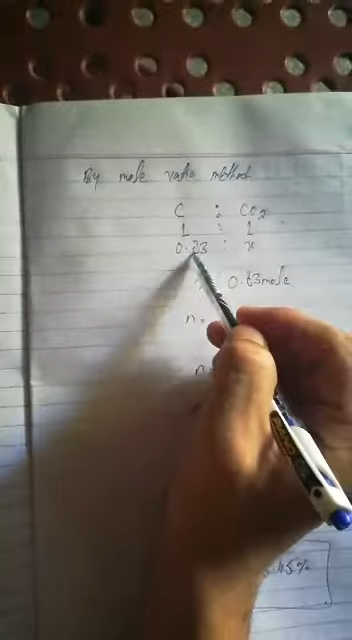 By mole ratio method
C : CO2
1 : 1
0.83 : x
0.83mole
n =
= n
45%